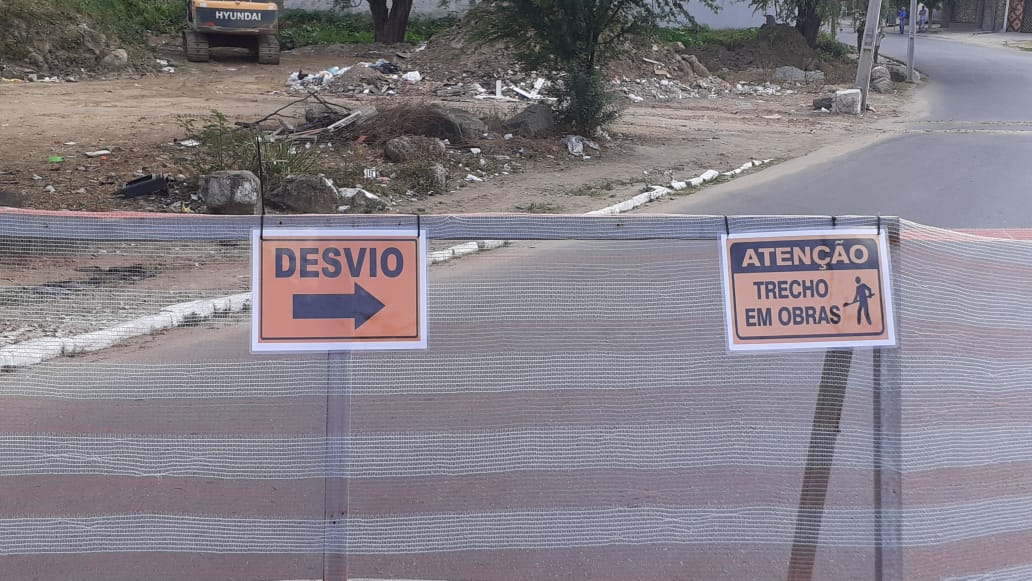 HYUNDAI
DESVIO
ATENÇÃO
TRECHO
EM OBRAS